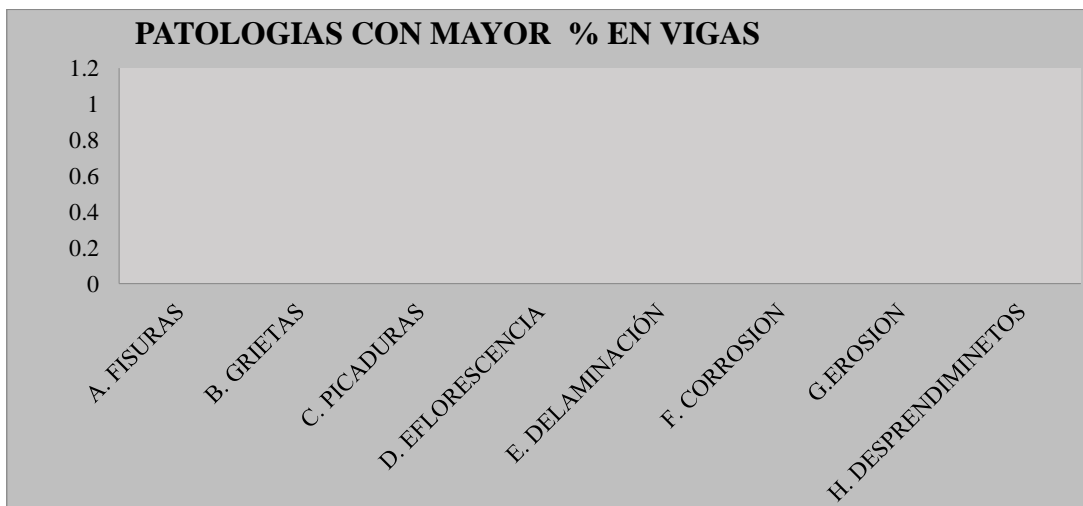 PATOLOGIAS CON MAYOR % EN VIGAS
1.2
1
0.8
0.6
0.4
0.2
0
A. FISURAS
B. GRIETAS
C. PICADURAS
D. EFLORESCENCIA
E. DELAMINACIÓN
F. CORROSION
G.EROSION
H. DESPRENDIMINETOS